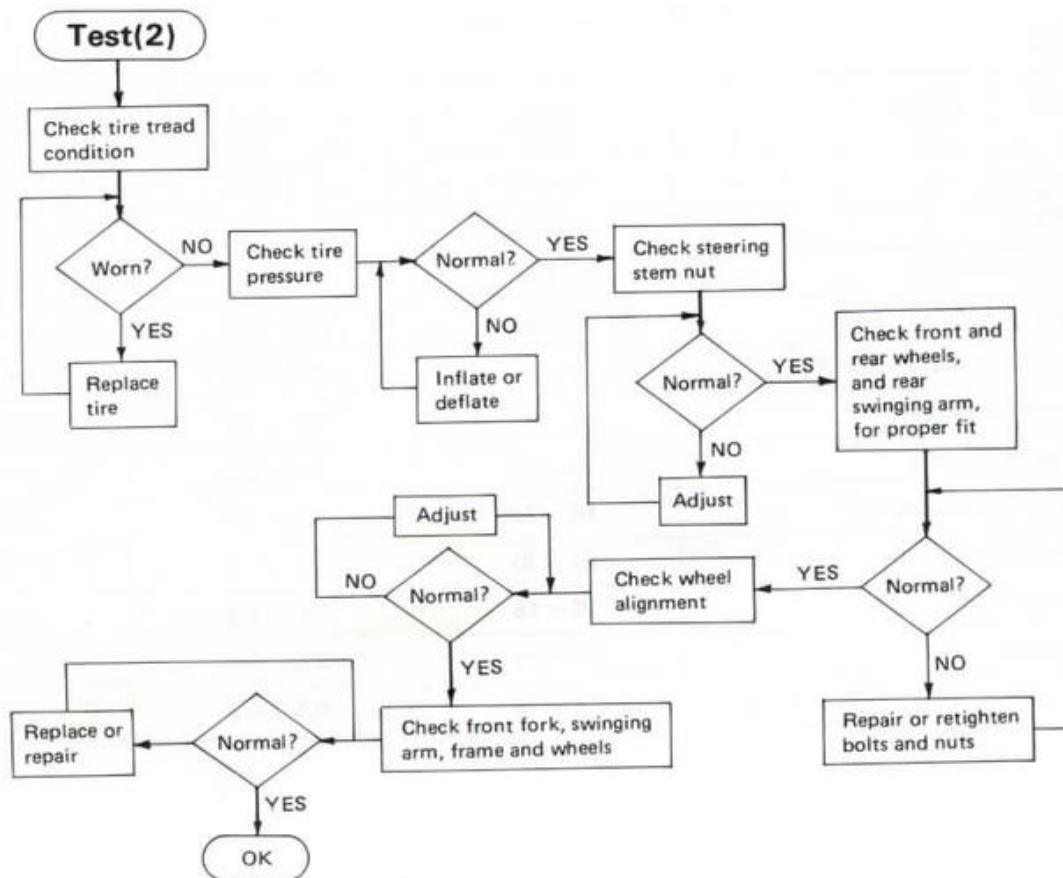 Test(2)
Check tire tread
condition
Worn?
NO
YES
Replace
tire
Check tire
pressure
Normal?
YES
NO
Inflate or
deflate
Check steering
stem nut
Normal?
YES
NO
Adjust
Check front and
rear wheels,
and rear
swinging arm,
for proper fit
Normal?
YES
NO
Repair or retighten
bolts and nuts
Check wheel
alignment
Normal?
NO
Adjust
YES
Check front fork, swinging
arm, frame and wheels
Normal?
Replace or
repair
YES
OK